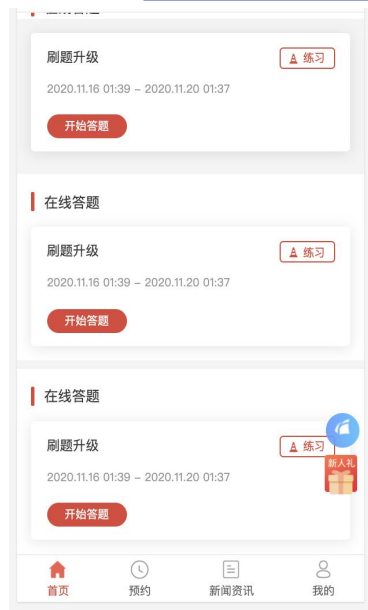 刷题升级
练习
2020.11.16 01:39 – 2020.11.20 01:37
开始答题
在线答题
刷题升级
练习
2020.11.16 01:39 – 2020.11.20 01:37
开始答题
在线答题
刷题升级
练习
2020.11.16 01:39 – 2020.11.20 01:37
新人礼
开始答题
首页
预约
新闻资讯
我的